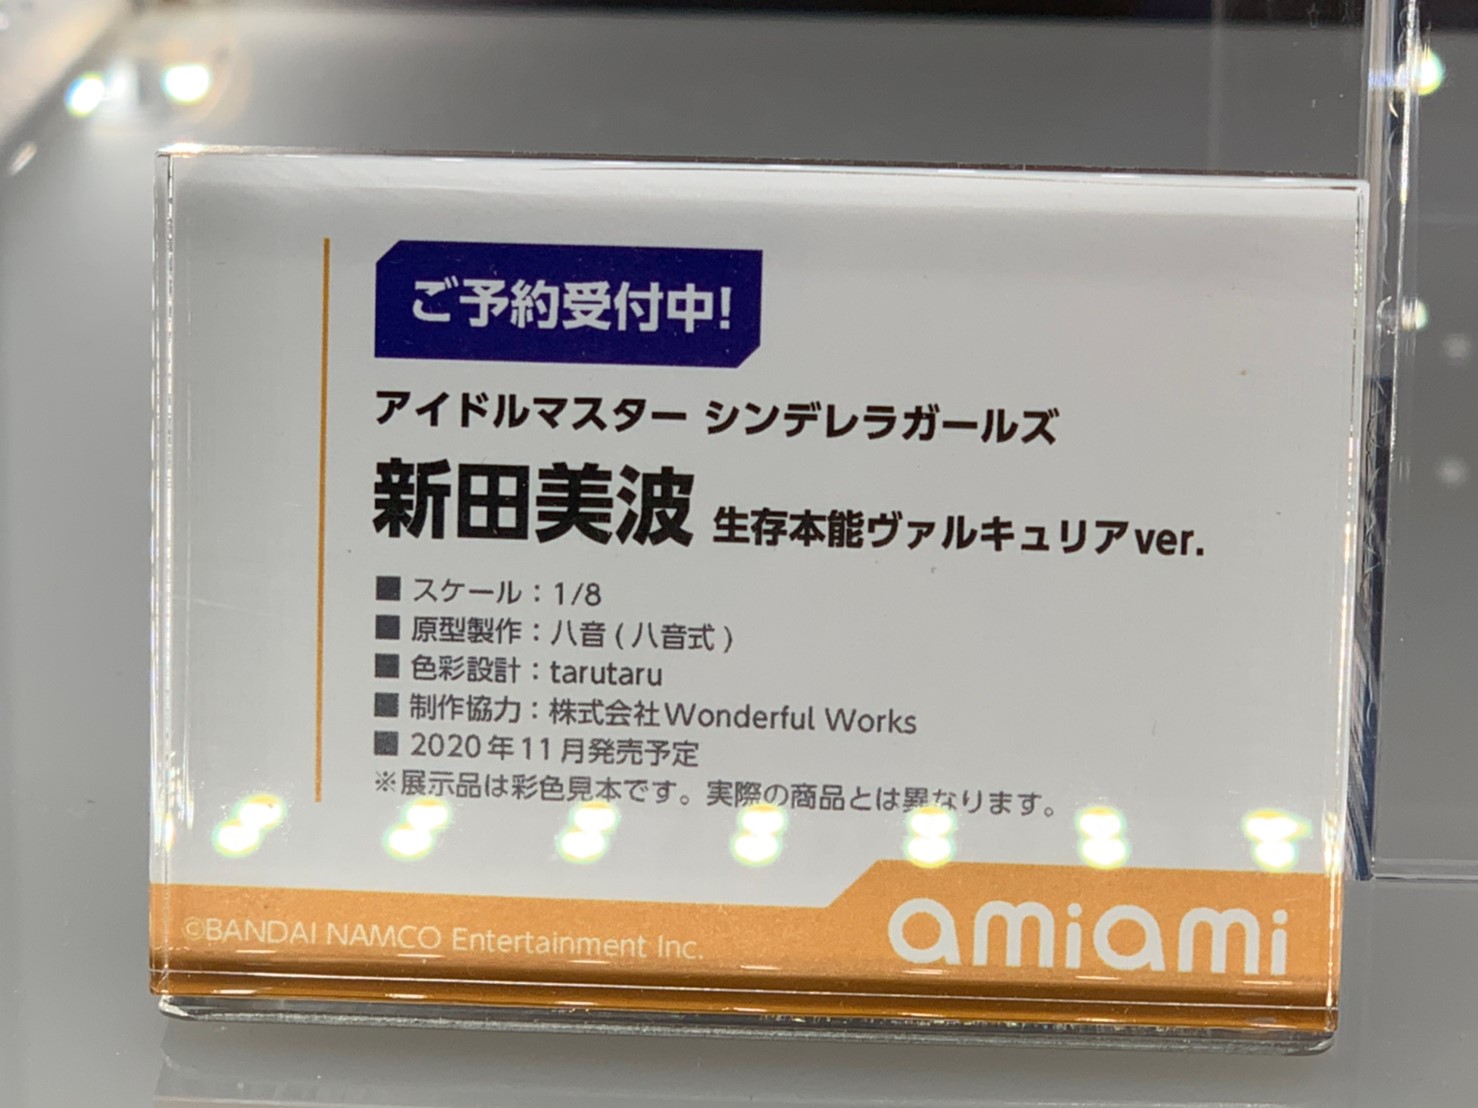 ご予約受付中!
アイドルマスター シンデレラガールズ
新田美波 生存本能ヴァルキュリアver.
■ スケール：1/8
■ 原型製作：八音 ( 八音式 )
■ 色彩設計：tarutaru
■ 制作協力：株式会社Wonderful Works
■ 2020年11月発売予定
※展示品は彩色見本です。実際の商品とは異なります。
©BANDAI NAMCO Entertainment Inc.
amiami